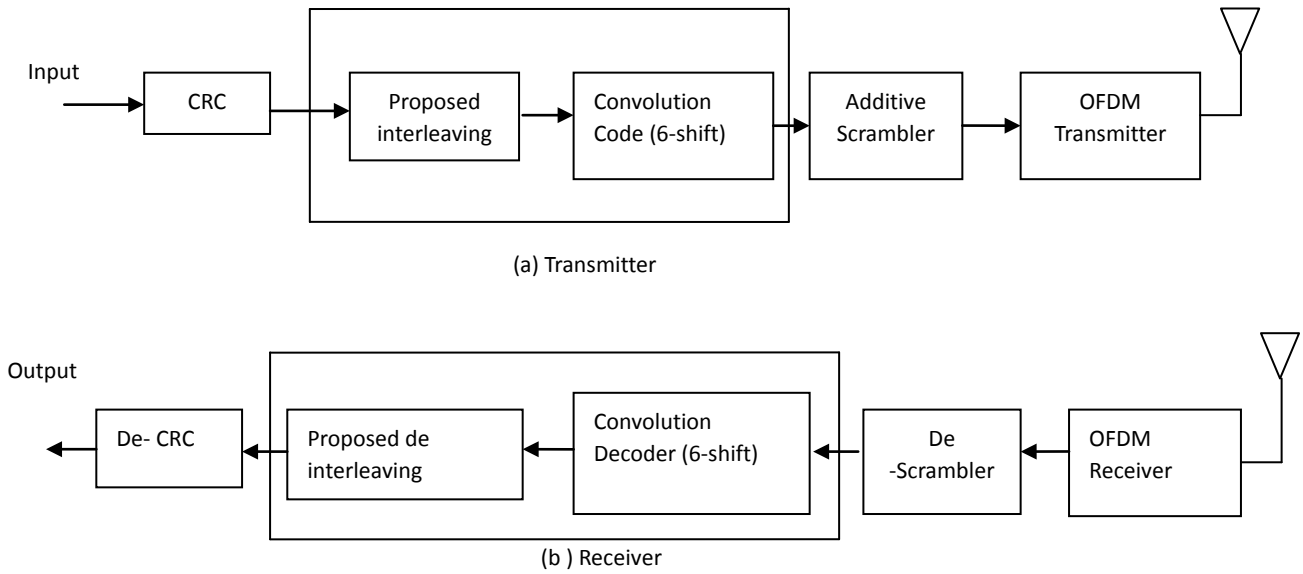 Input
CRC
Proposed
interleaving
Convolution
Code (6-shift)
Additive
Scrambler
OFDM
Transmitter
(a) Transmitter
Output
De- CRC
Proposed de
interleaving
Convolution
Decoder (6-shift)
De
-Scrambler
OFDM
Receiver
(b ) Receiver